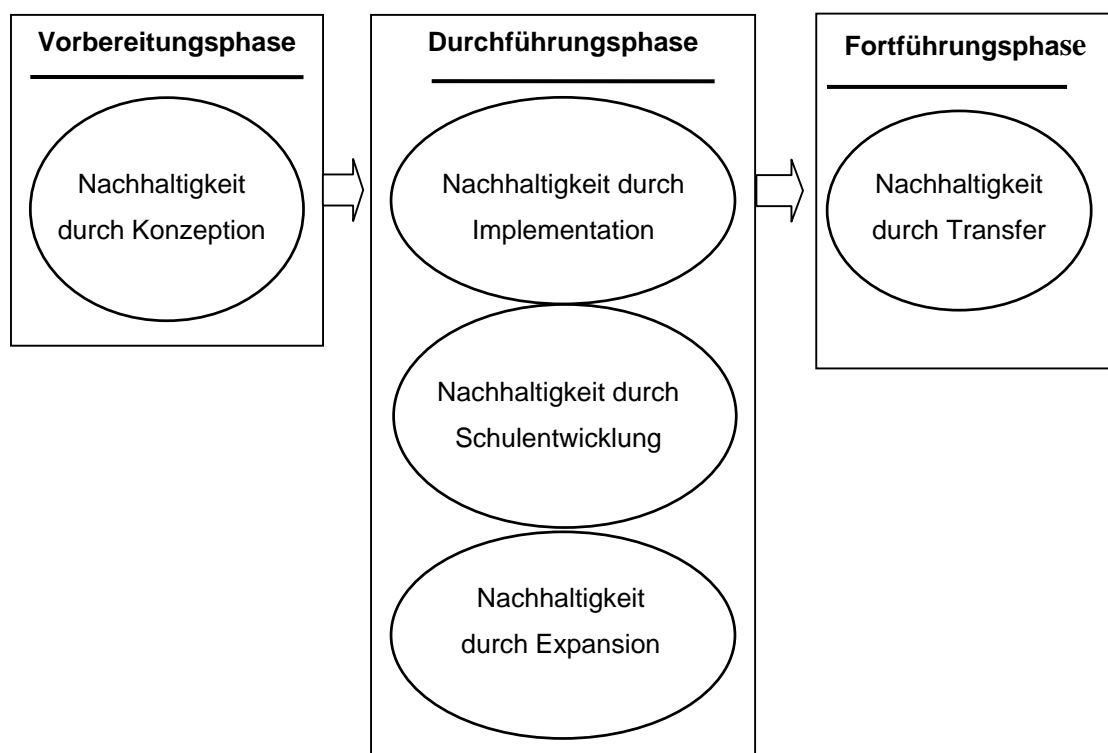 Vorbereitungsphase
Nachhaltigkeit
durch Konzeption
Durchführungsphase
Nachhaltigkeit durch
Implementation
Nachhaltigkeit durch
Schulentwicklung
Nachhaltigkeit
durch Expansion
Fortführungsphase
Nachhaltigkeit
durch Transfer